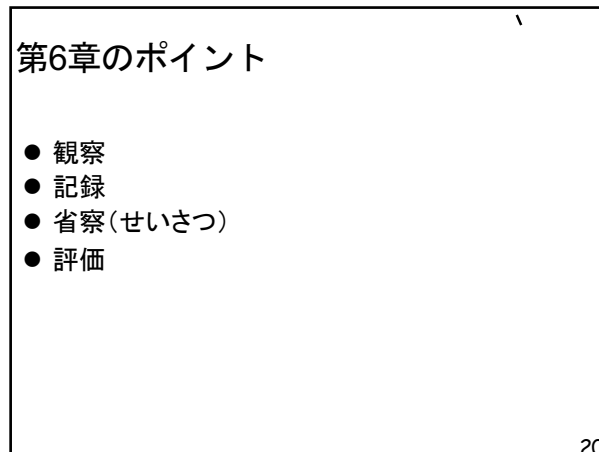 第6章のポイント
● 観察
● 記録
● 省察(せいさつ)
● 評価
20